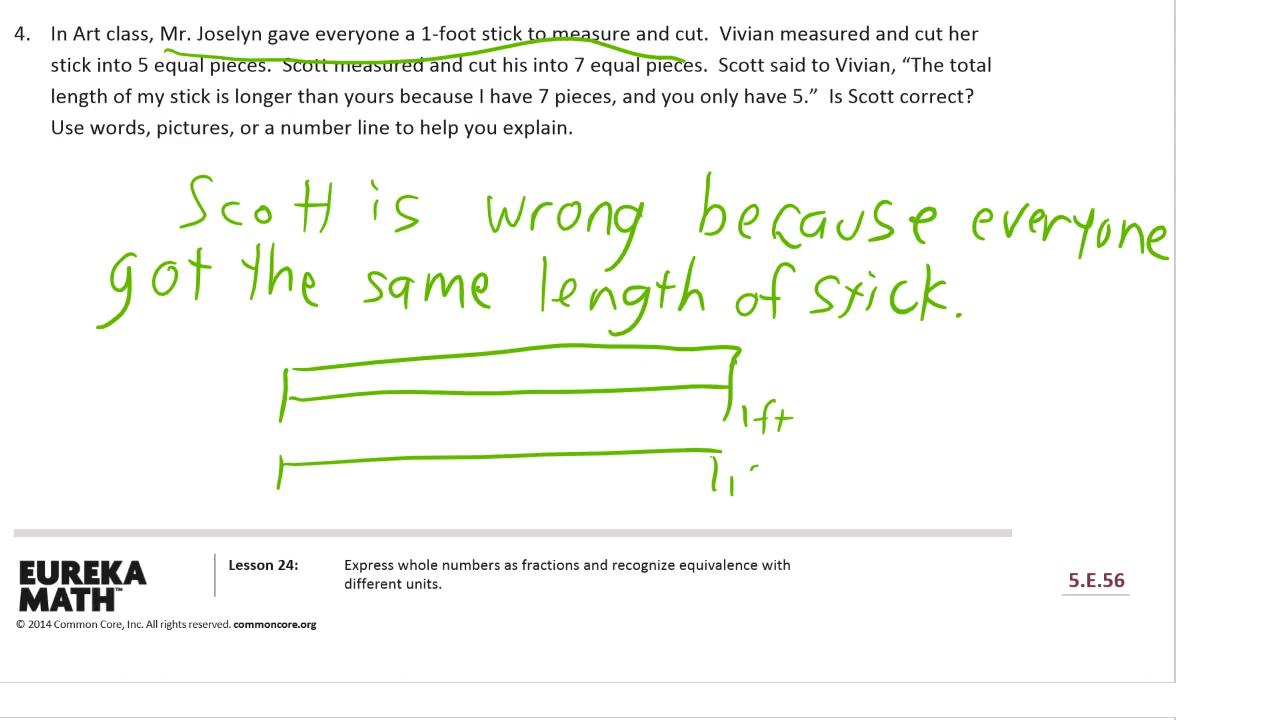 4. In Art class, Mr. Joselyn gave everyone a 1-foot stick to measure and cut. Vivian measured and cut her
stick into 5 equal pieces. Scott measured and cut his into 7 equal pieces. Scott said to Vivian, “The total
length of my stick is longer than yours because I have 7 pieces, and you only have 5.” Is Scott correct?
Use words, pictures, or a number line to help you explain.
Scott is wrong because everyone
got the same length of stick.
1ft
1
EUREKA
MATH™
Lesson 24: Express whole numbers as fractions and recognize equivalence with
different units.
5.E.56
© 2014 Common Core, Inc. All rights reserved. commoncore.org